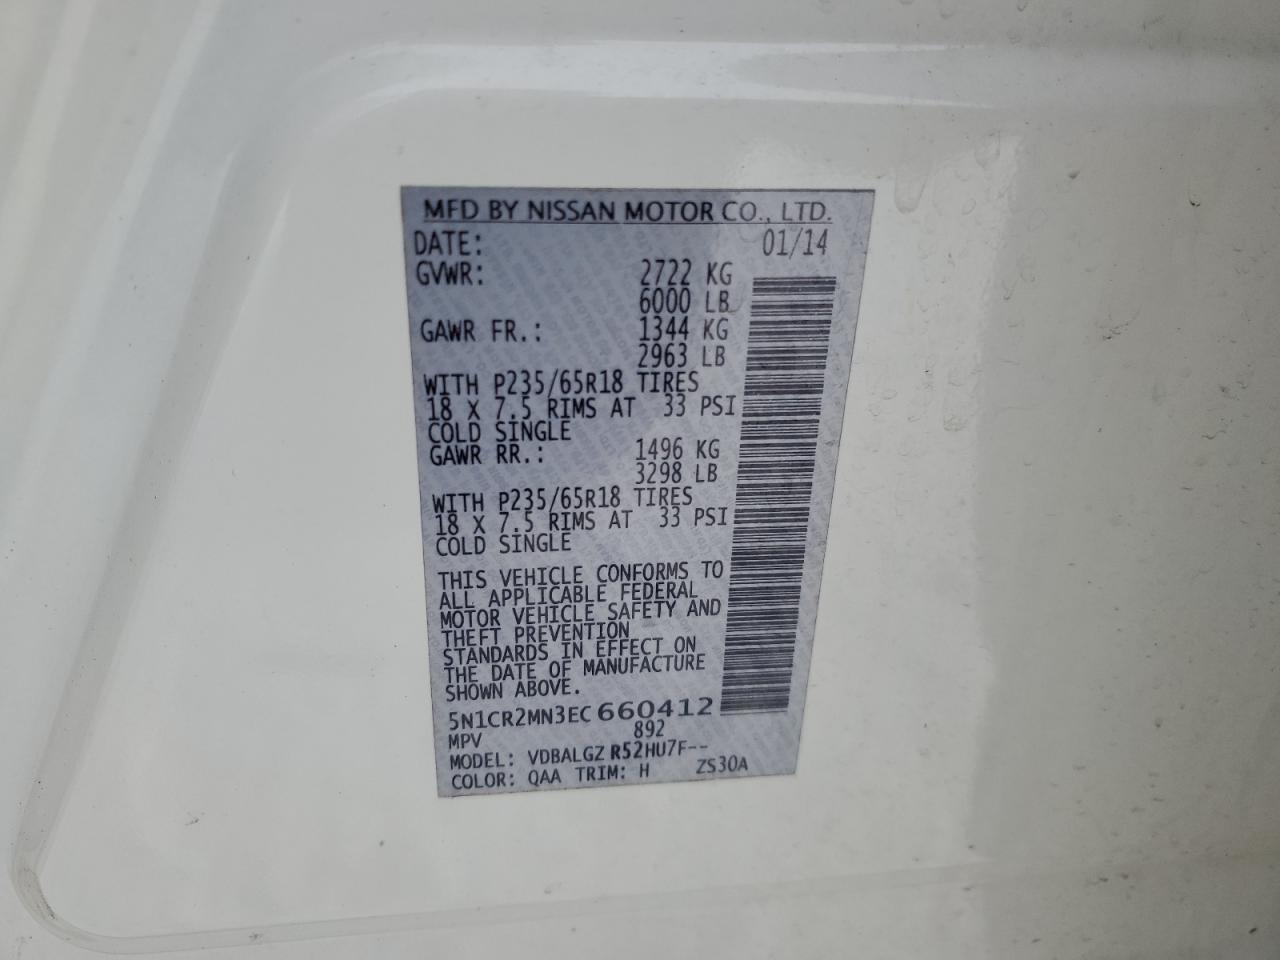 MFD BY NISSAN MOTOR CO., LTD.
DATE: 01/14
GVWR: 2722 KG
6000 LB
GAWR FR.: 1344 KG
2963 LB
WITH P235/65R18 TIRES
18 X 7.5 RIMS AT 33 PSI
COLD SINGLE
GAWR RR.: 1496 KG
3298 LB
WITH P235/65R18 TIRES
18 X 7.5 RIMS AT 33 PSI
COLD SINGLE
THIS VEHICLE CONFORMS TO
ALL APPLICABLE FEDERAL
MOTOR VEHICLE SAFETY AND
THEFT PREVENTION
STANDARDS IN EFFECT ON
THE DATE OF MANUFACTURE
SHOWN ABOVE.
5N1CR2MN3EC660412
MPV 892
MODEL: VDBALGZ R52HU7F--
COLOR: QAA TRIM: H ZS30A